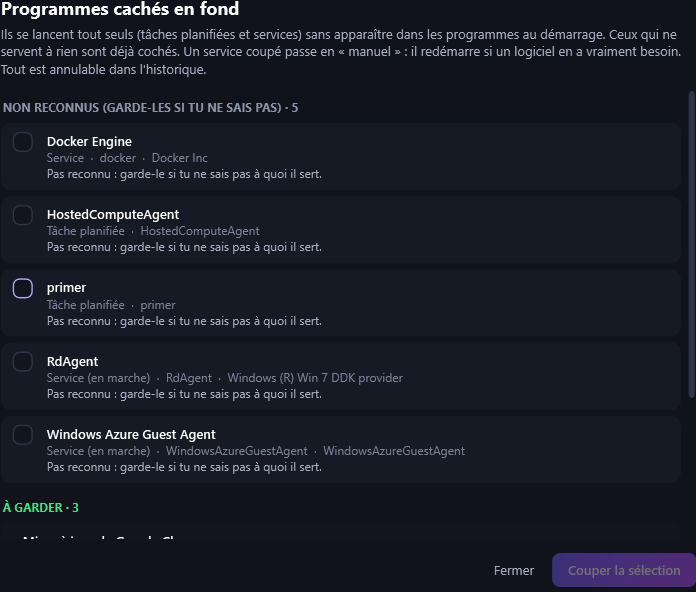 Programmes cachés en fond
Ils se lancent tout seuls (tâches planifiées et services) sans apparaître dans les programmes au démarrage. Ceux qui ne
servent à rien sont déjà cochés. Un service coupé passe en « manuel » : il redémarre si un logiciel en a vraiment besoin.
Tout est annulable dans l'historique.
NON RECONNUS (GARDE-LES SI TU NE SAIS PAS) · 5
Docker Engine
Service · docker · Docker Inc
Pas reconnu : garde-le si tu ne sais pas à quoi il sert.
HostedComputeAgent
Tâche planifiée · HostedComputeAgent
Pas reconnu : garde-le si tu ne sais pas à quoi il sert.
primer
Tâche planifiée · primer
Pas reconnu : garde-le si tu ne sais pas à quoi il sert.
RdAgent
Service (en marche) · RdAgent · Windows (R) Win 7 DDK provider
Pas reconnu : garde-le si tu ne sais pas à quoi il sert.
Windows Azure Guest Agent
Service (en marche) · WindowsAzureGuestAgent · WindowsAzureGuestAgent
Pas reconnu : garde-le si tu ne sais pas à quoi il sert.
À GARDER · 3
Fermer
Couper la sélection